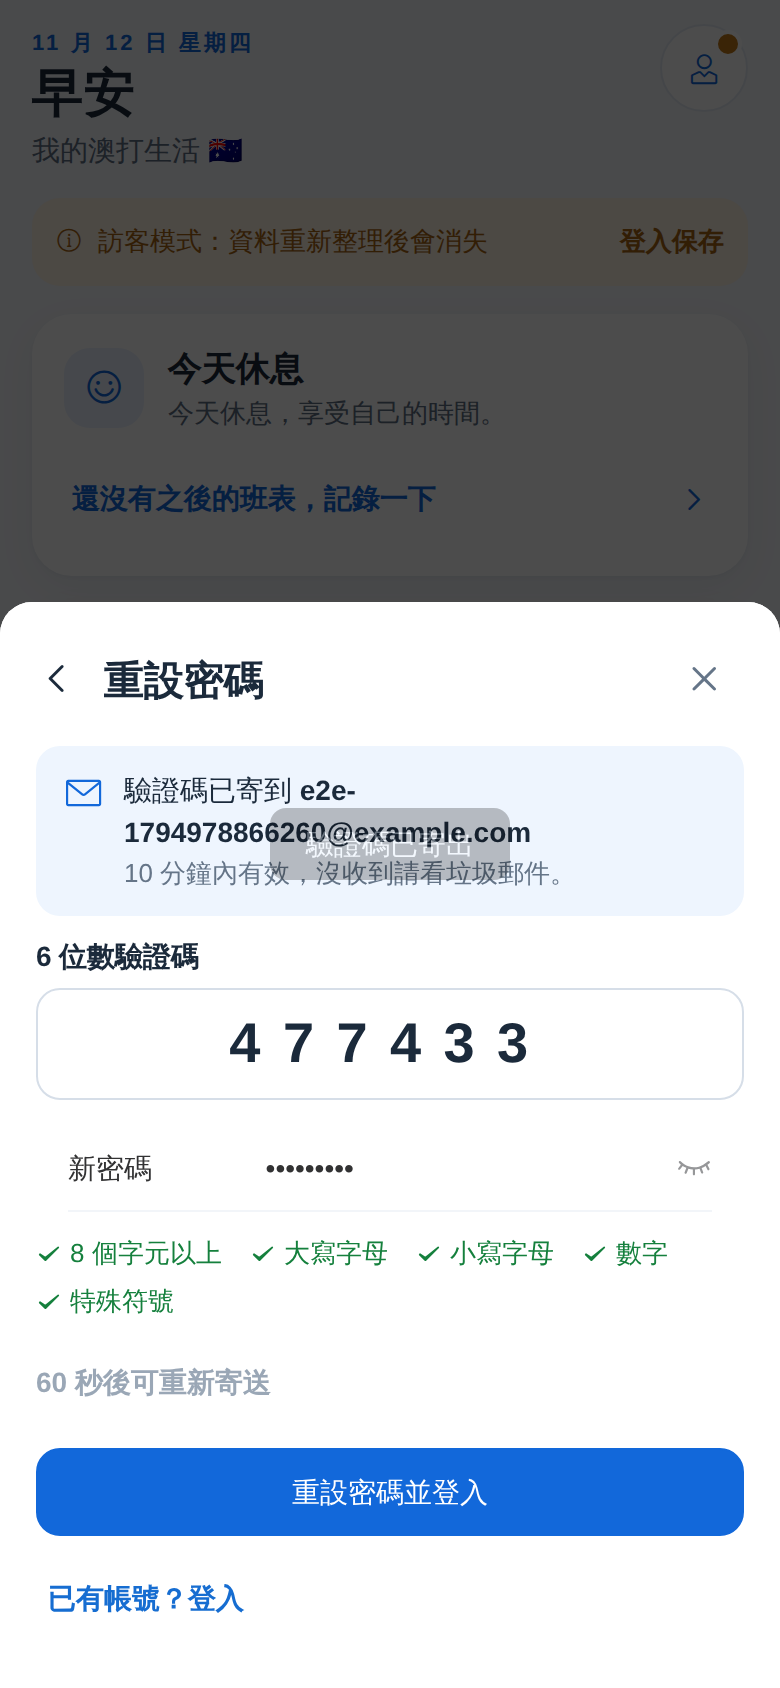 11 月 12 日 星期四
早安
我的澳打生活 🇦🇺
訪客模式：資料重新整理後會消失 登入保存
今天休息
今天休息，享受自己的時間。
還沒有之後的班表，記錄一下
重設密碼
驗證碼已寄到 e2e-
1794978866260@example.com
驗證碼已寄出
10 分鐘內有效，沒收到請看垃圾郵件。
6 位數驗證碼
477433
新密碼 •••••••••
8 個字元以上 大寫字母 小寫字母 數字
特殊符號
60 秒後可重新寄送
重設密碼並登入
已有帳號？登入